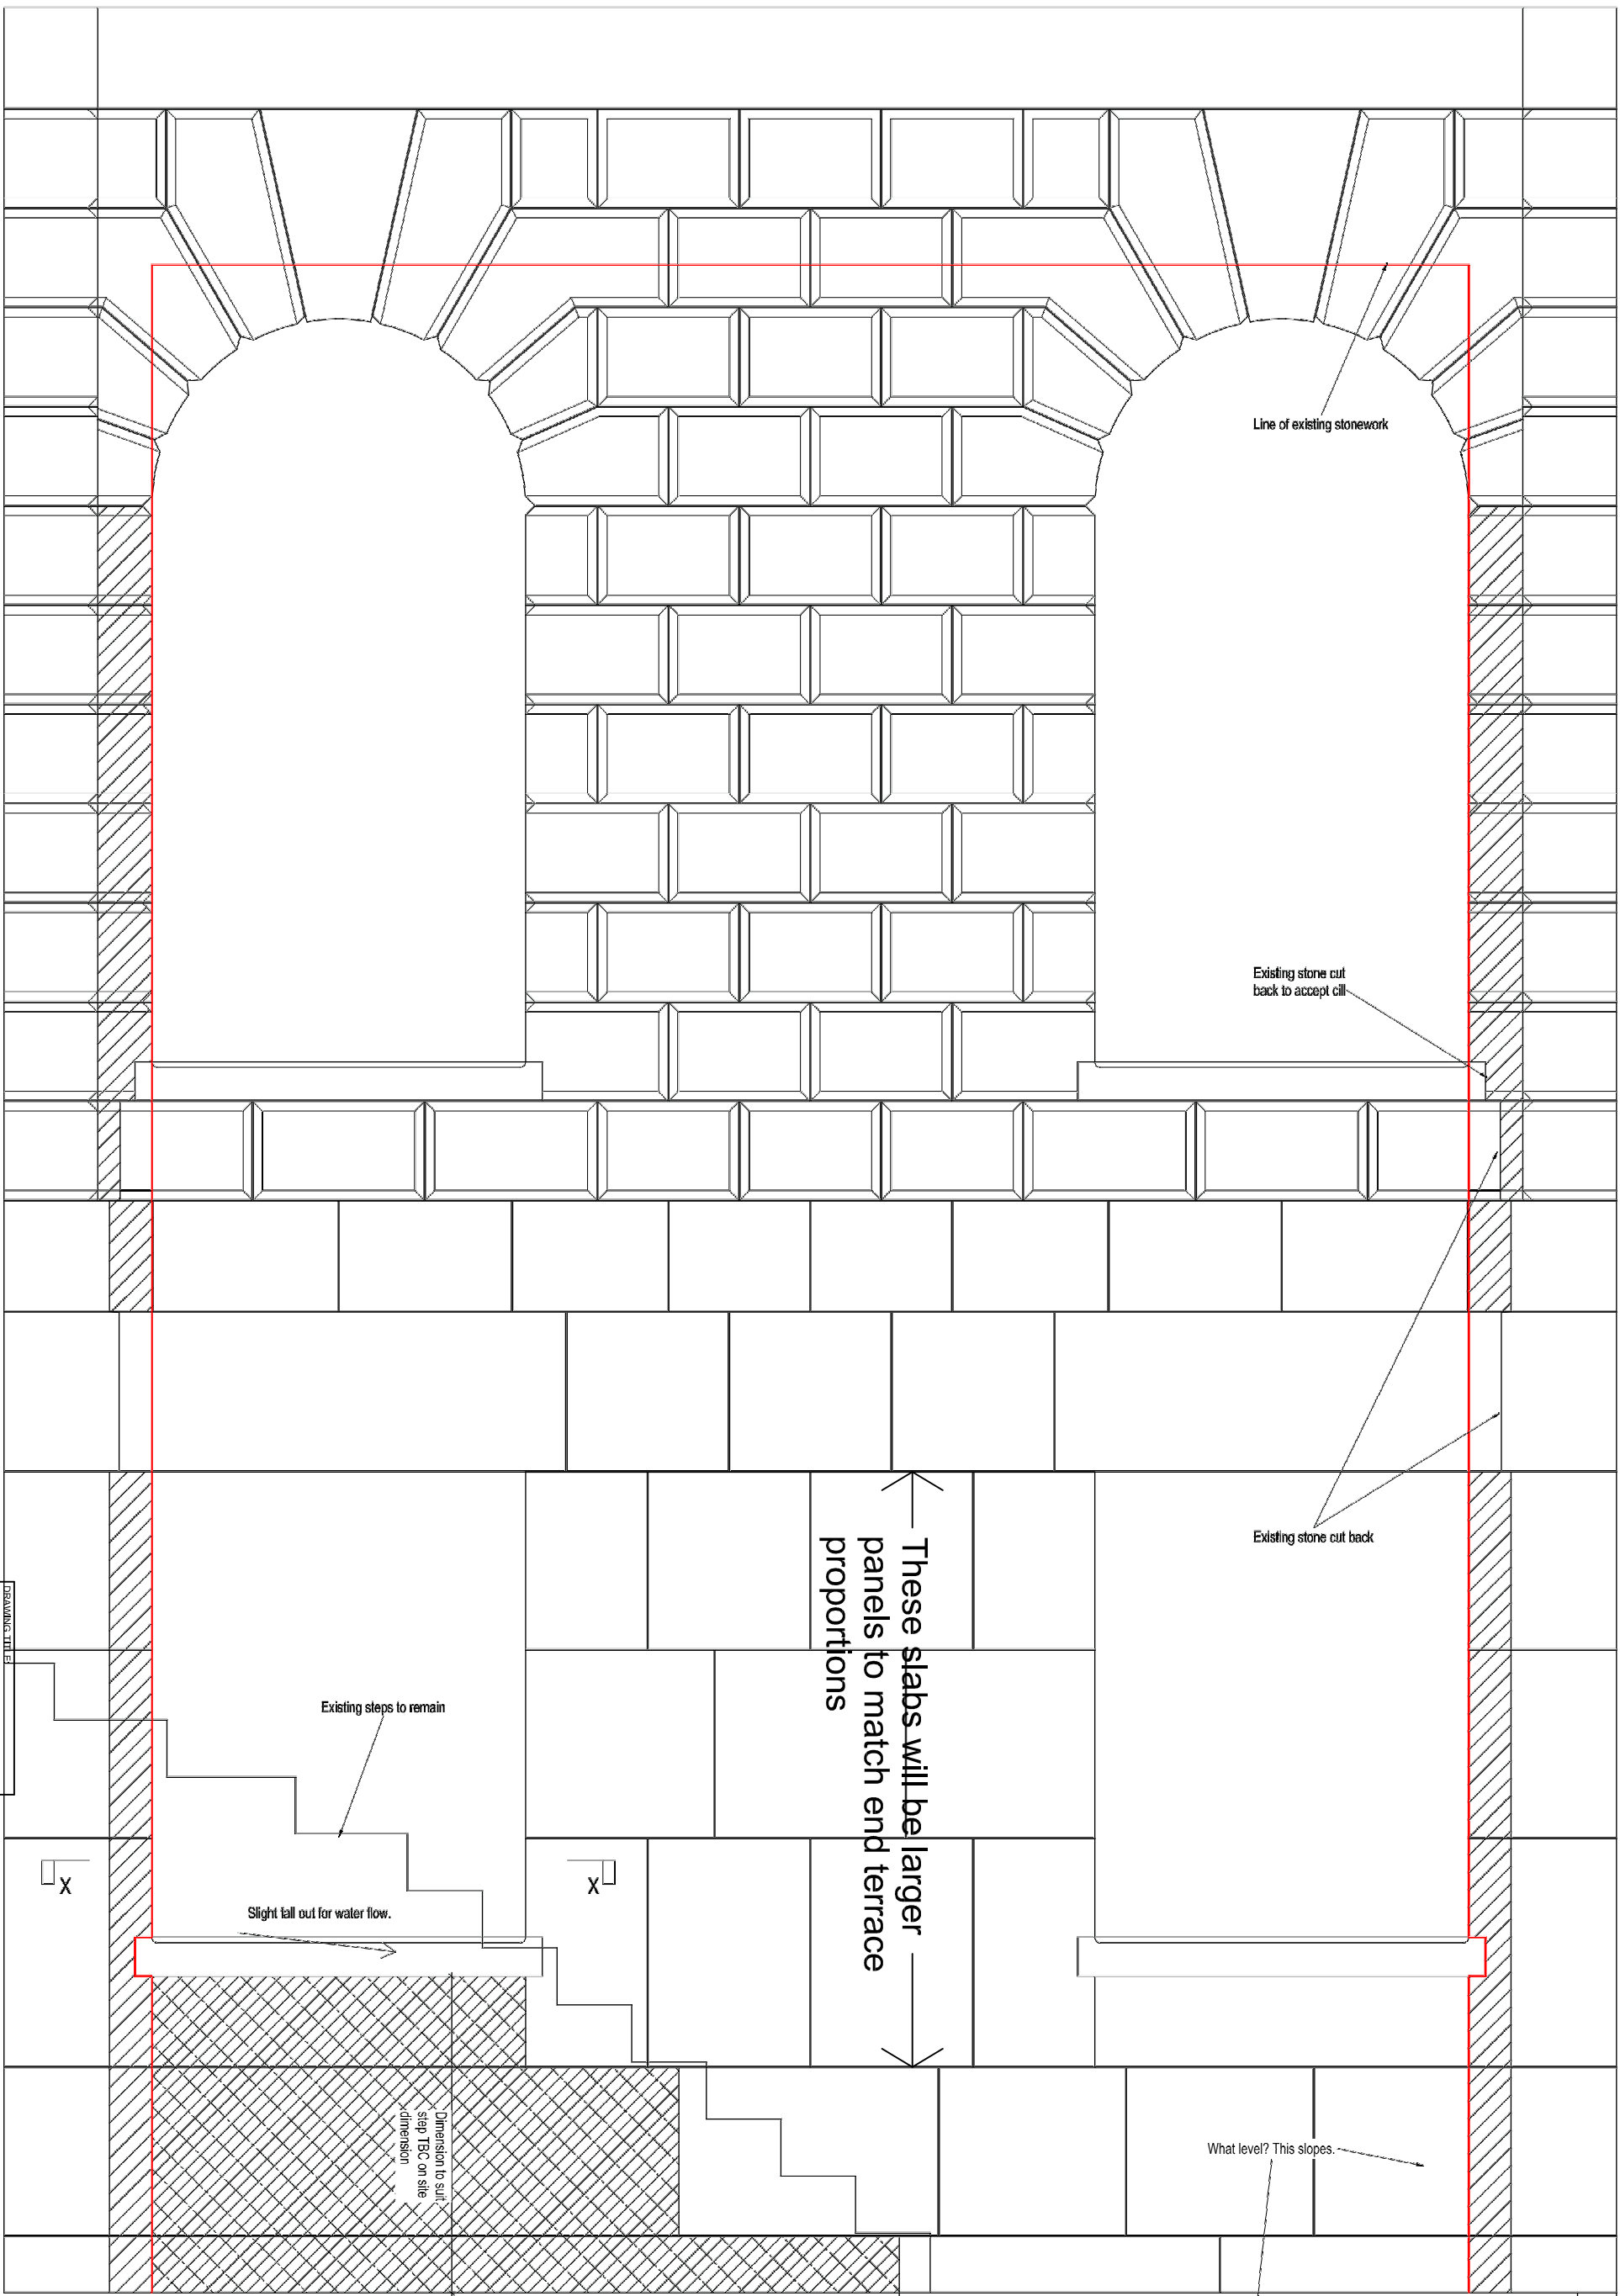 Line of existing stonework
Existing stone cut
back to accept cill
Existing stone cut back
These slabs will be larger
panels to match end terrace
proportions
DRAWING TITLE:
Existing steps to remain
X
X
Slight fall out for water flow.
Dimension to suit
step TBC on site
dimension
What level? This slopes.